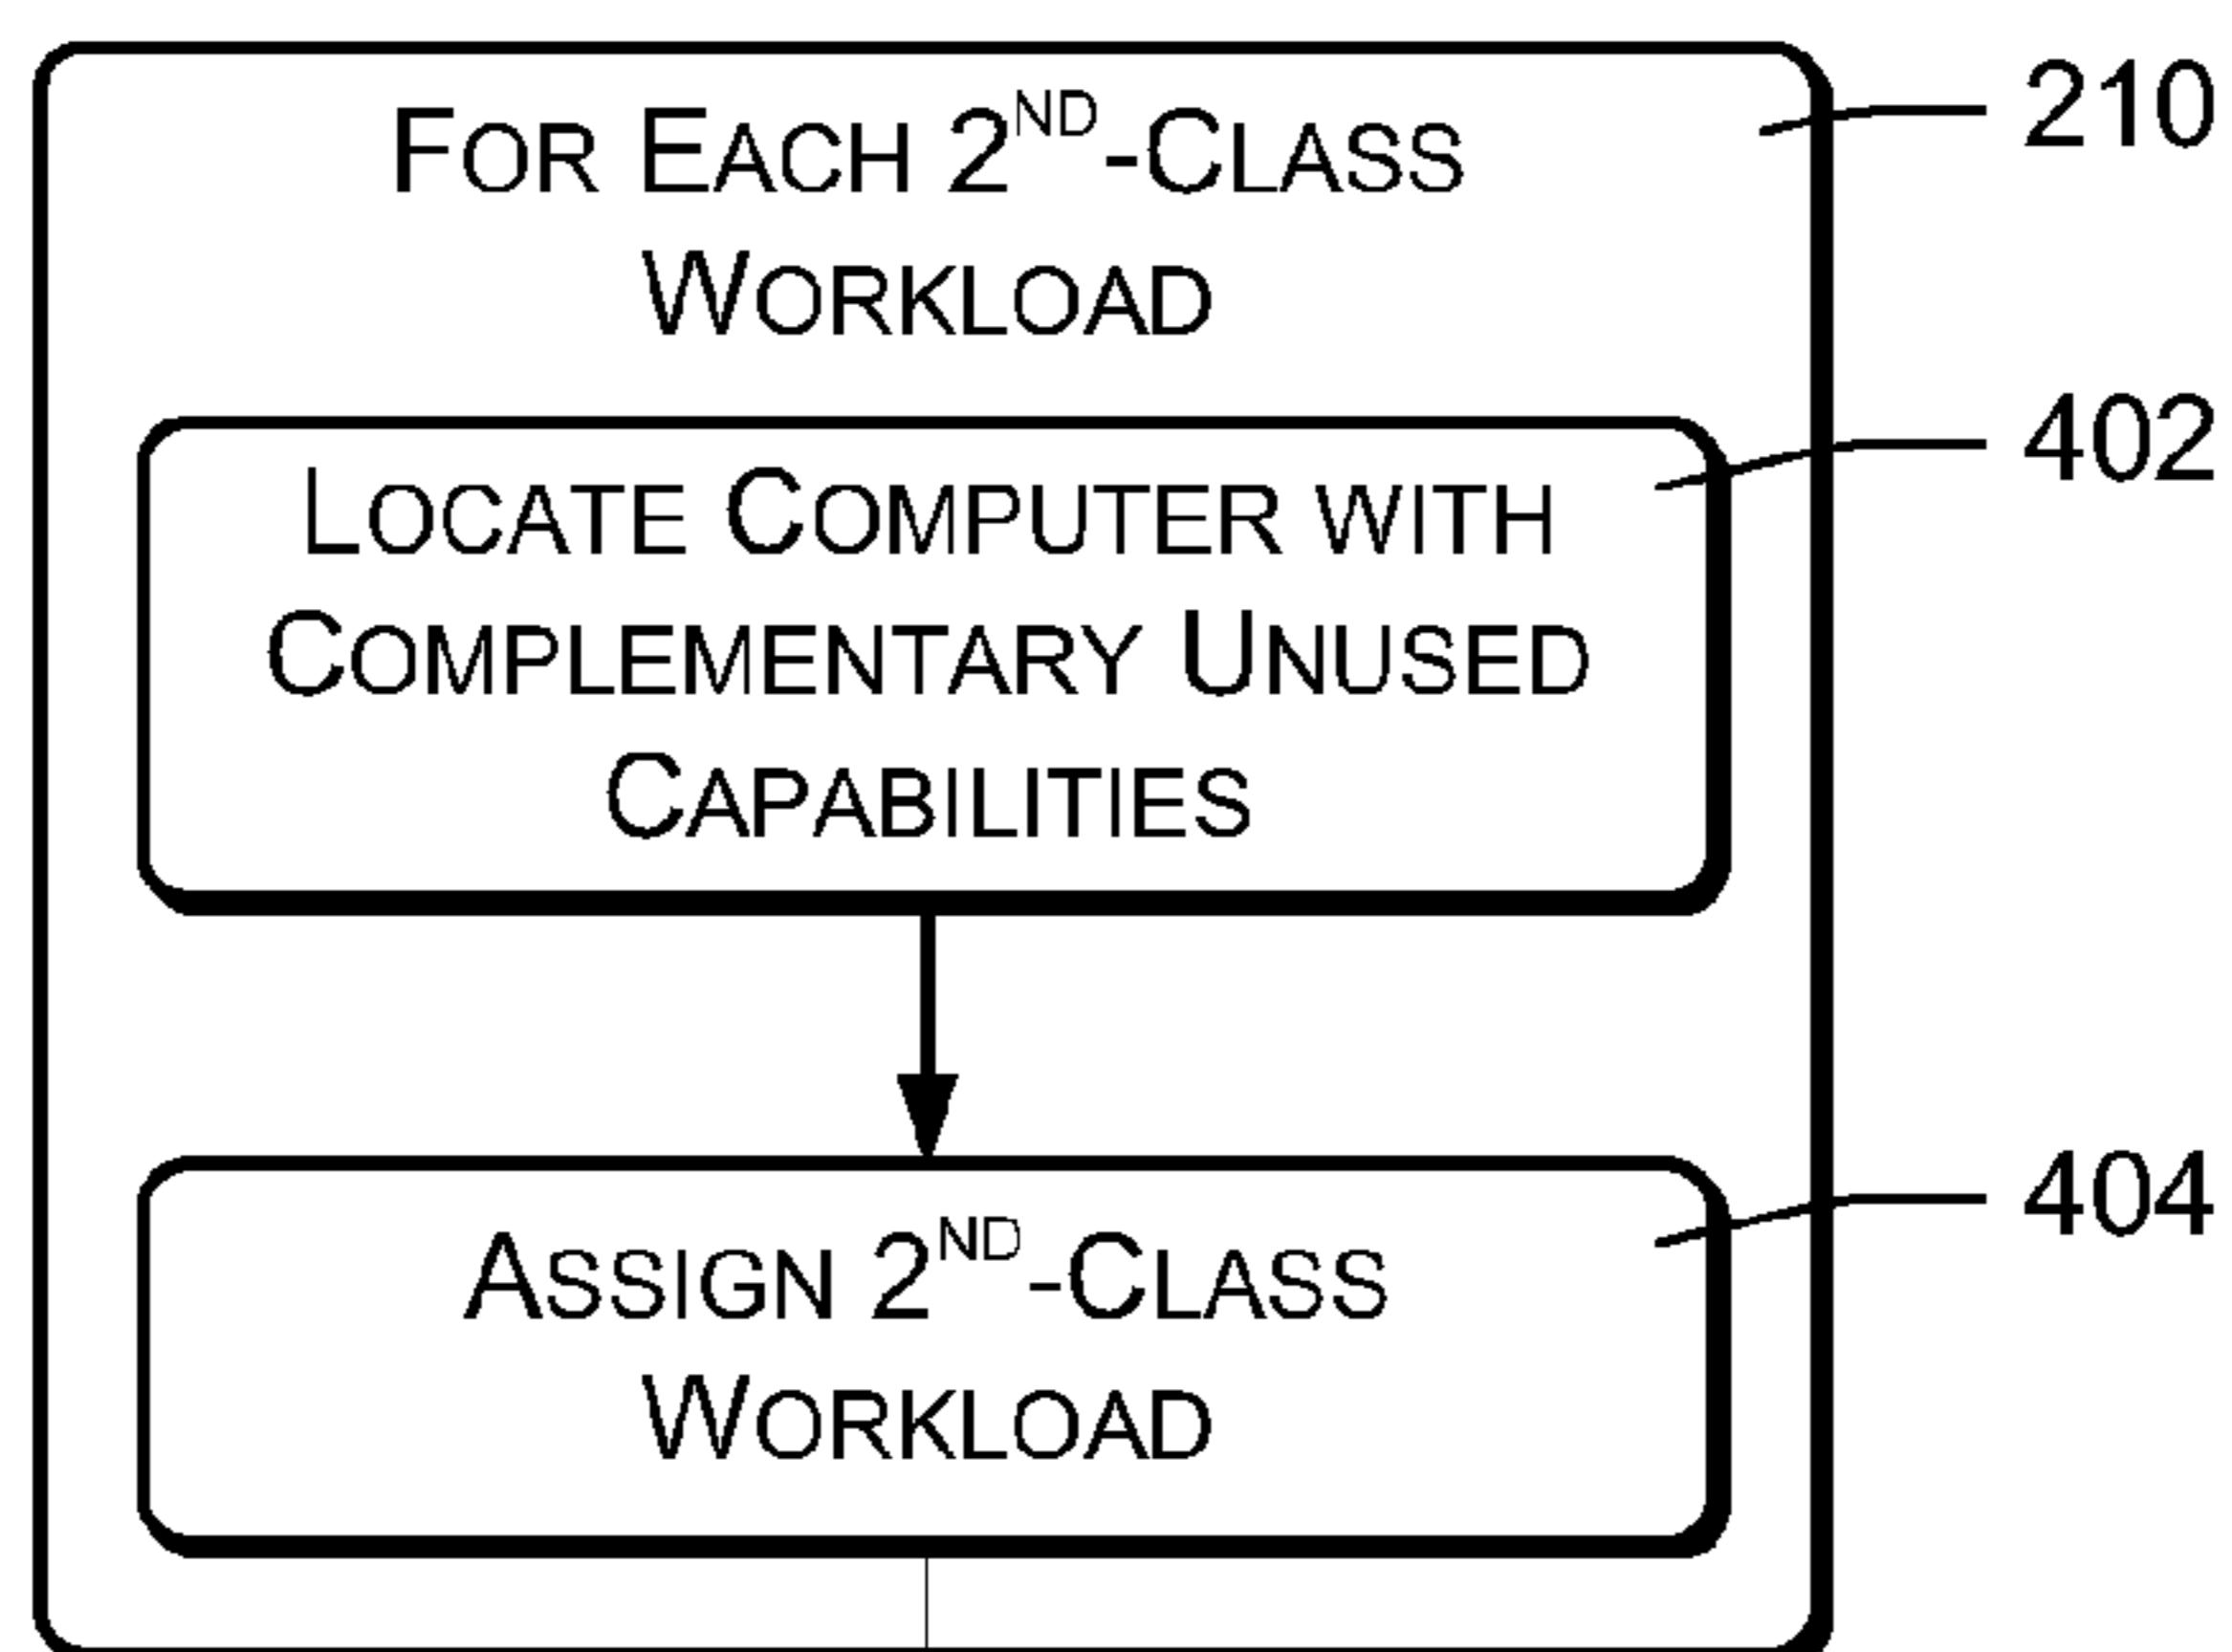 FOR EACH 2ND-CLASS
WORKLOAD
210
LOCATE COMPUTER WITH
COMPLEMENTARY UNUSED
CAPABILITIES
402
ASSIGN 2ND-CLASS
WORKLOAD
404